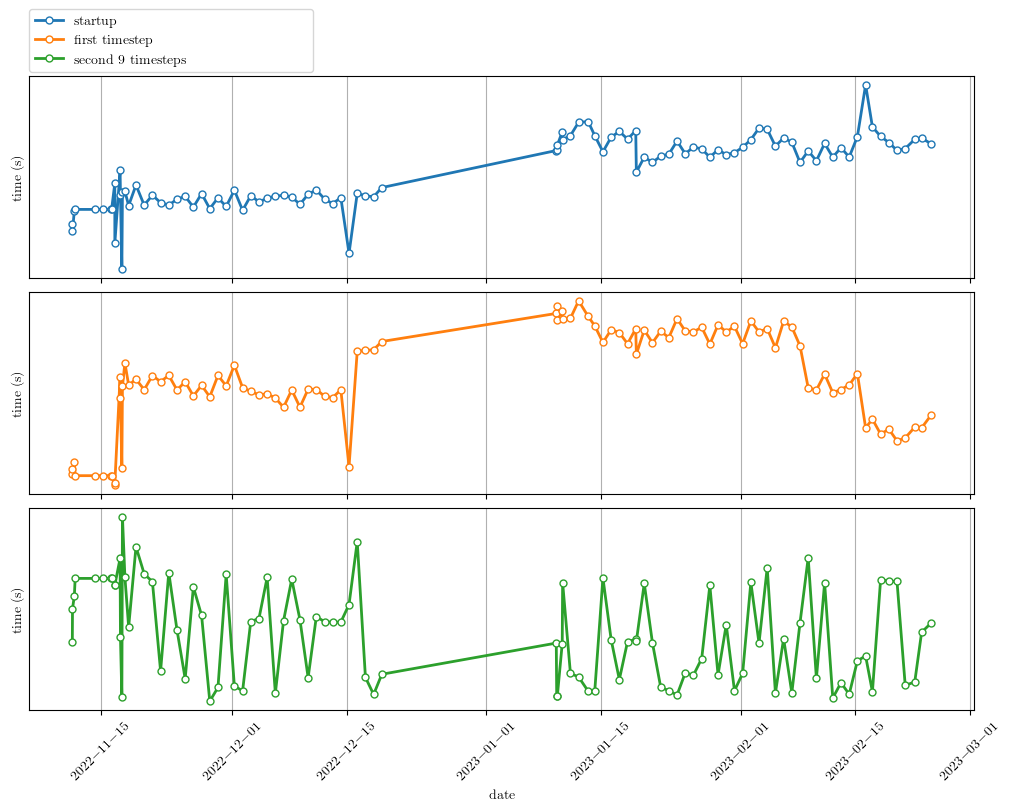 startup
first timestep
second 9 timesteps
time (s)
time (s)
time (s)
2022−11−15
2022−12−01
2022−12−15
2023−01−01
2023−01−15
2023−02−01
2023−02−15
2023−03−01
date